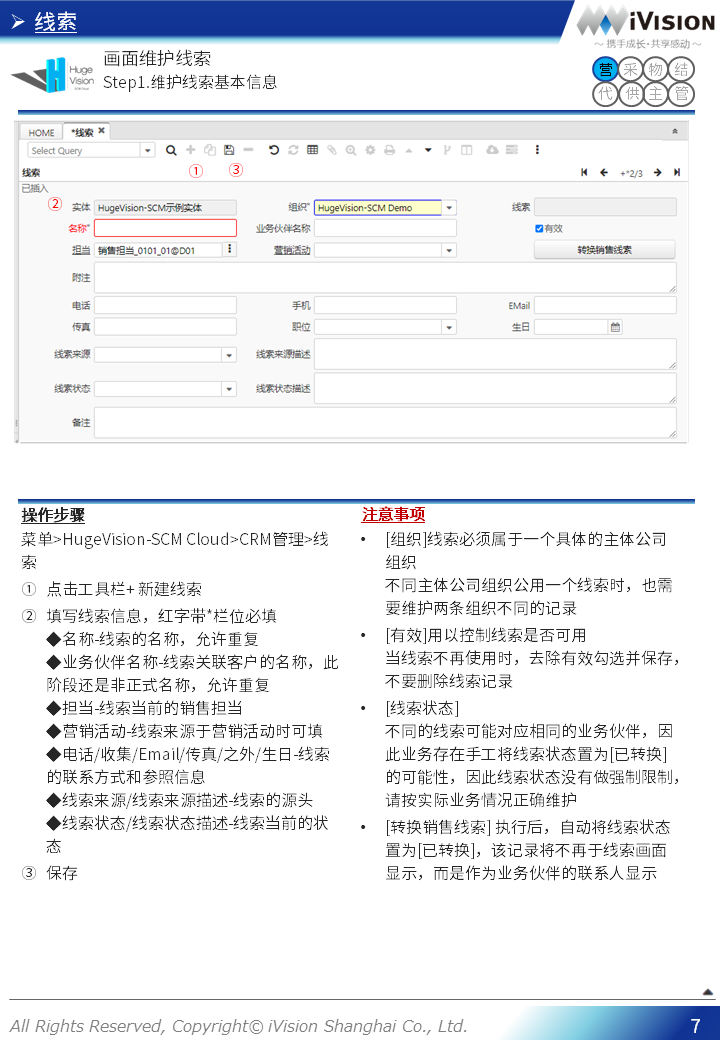 ➢ 线索
iVision
～ 携手成长·共享感动 ～
Huge
Vision
画面维护线索
Step1.维护线索基本信息
营 采 物 结
代 供 主 管
HOME *线索 ×
Select Query
① ③
线索
+*2/3
已插入
② 实体 HugeVision-SCM示例实体 组织* HugeVision-SCM Demo 线索
名称* 业务伙伴名称 有效
担当 销售担当_0101_01@D01 营销活动 转换销售线索
附注
电话 手机 EMail
传真 职位 生日
线索来源 线索来源描述
线索状态 线索状态描述
备注
操作步骤
菜单>HugeVision-SCM Cloud>CRM管理>线
索
① 点击工具栏+ 新建线索
② 填写线索信息，红字带*栏位必填
◆名称-线索的名称，允许重复
◆业务伙伴名称-线索关联客户的名称，此
阶段还是非正式名称，允许重复
◆担当-线索当前的销售担当
◆营销活动-线索来源于营销活动时可填
◆电话/收集/Email/传真/之外/生日-线索
的联系方式和参照信息
◆线索来源/线索来源描述-线索的源头
◆线索状态/线索状态描述-线索当前的状
态
③ 保存
注意事项
• [组织]线索必须属于一个具体的主体公司
组织
不同主体公司组织公用一个线索时，也需
要维护两条组织不同的记录
• [有效]用以控制线索是否可用
当线索不再使用时，去除有效勾选并保存，
不要删除线索记录
• [线索状态]
不同的线索可能对应相同的业务伙伴，因
此业务存在手工将线索状态置为[已转换]
的可能性，因此线索状态没有做强制限制，
请按实际业务情况正确维护
• [转换销售线索] 执行后，自动将线索状态
置为[已转换]，该记录将不再于线索画面
显示，而是作为业务伙伴的联系人显示
All Rights Reserved, Copyright© iVision Shanghai Co., Ltd.
7